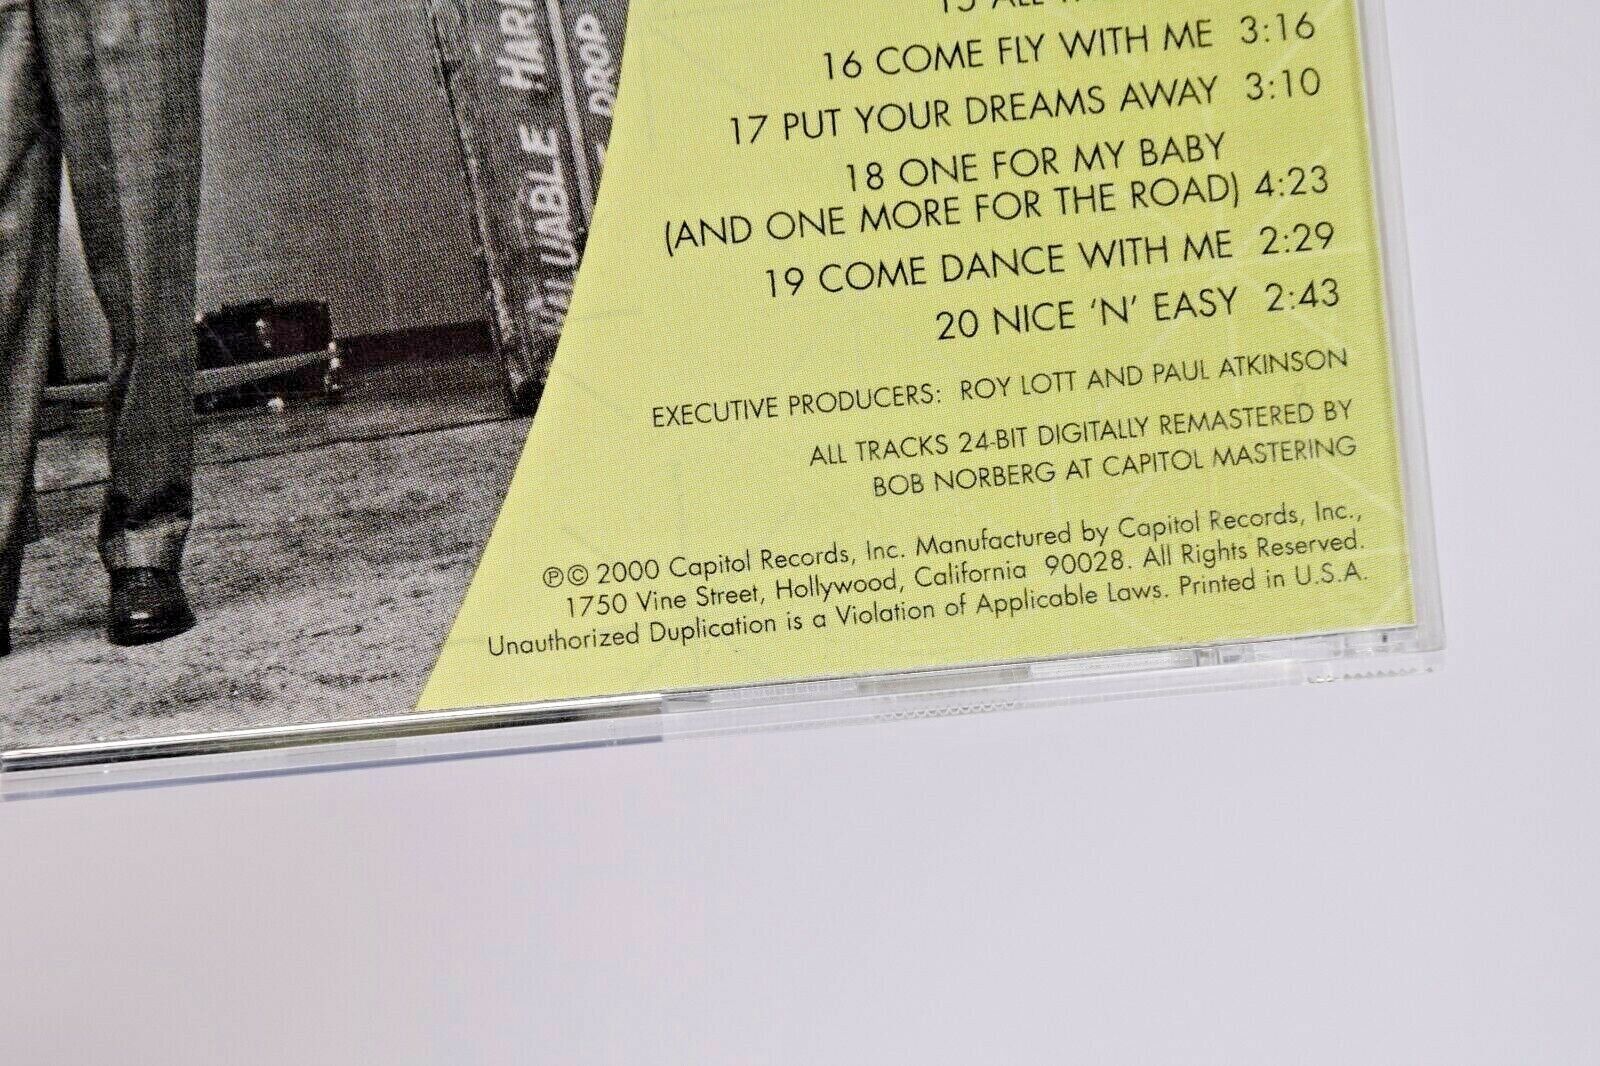 15 ALL
16 COME FLY WITH ME 3:16
17 PUT YOUR DREAMS AWAY 3:10
18 ONE FOR MY BABY
(AND ONE MORE FOR THE ROAD) 4:23
19 COME DANCE WITH ME 2:29
20 NICE ‘N’ EASY 2:43
EXECUTIVE PRODUCERS: ROY LOTT AND PAUL ATKINSON
ALL TRACKS 24-BIT DIGITALLY REMASTERED BY
BOB NORBERG AT CAPITOL MASTERING
℗© 2000 Capitol Records, Inc. Manufactured by Capitol Records, Inc.,
1750 Vine Street, Hollywood, California 90028. All Rights Reserved.
Unauthorized Duplication is a Violation of Applicable Laws. Printed in U.S.A.
UABLE HAR
DROP